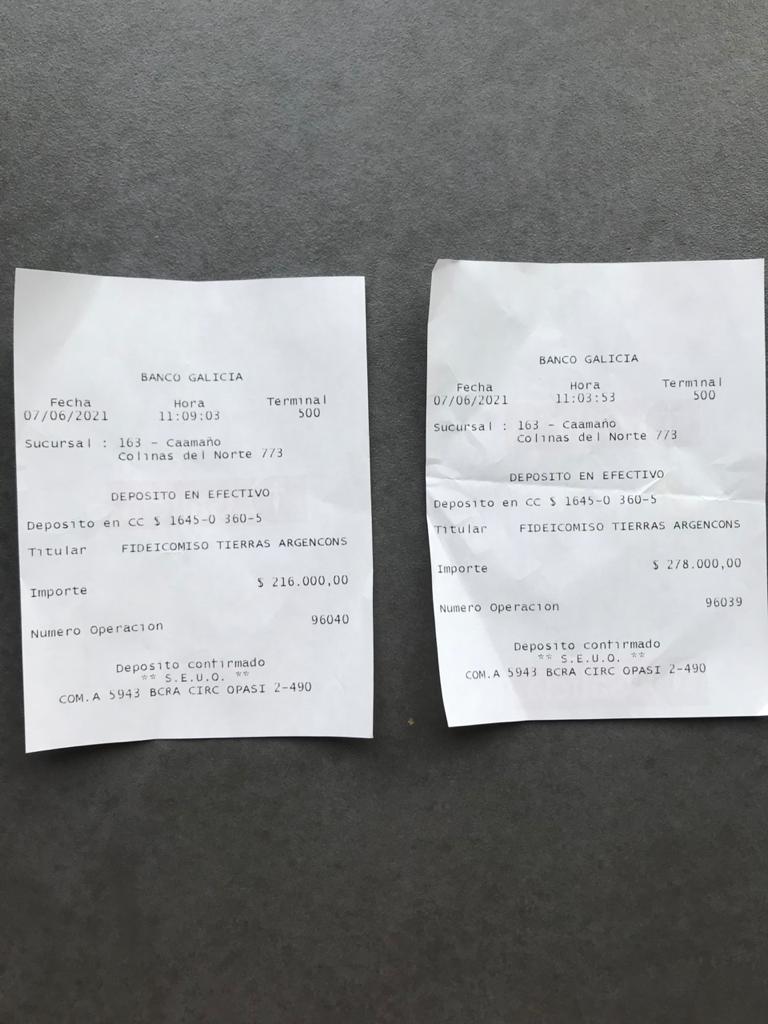 BANCO GALICIA
Fecha Hora Terminal
07/06/2021 11:09:03 500
Sucursal : 163 - Caamaño
Colinas del Norte 773
DEPOSITO EN EFECTIVO
Deposito en CC $ 1645-0 360-5
Titular FIDEICOMISO TIERRAS ARGENCONS
Importe $ 216.000,00
Numero Operacion 96040
Deposito confirmado
** S.E.U.O. **
COM.A 5943 BCRA CIRC OPASI 2-490
BANCO GALICIA
Fecha Hora Terminal
07/06/2021 11:03:53 500
Sucursal : 163 - Caamaño
Colinas del Norte 773
DEPOSITO EN EFECTIVO
Deposito en CC $ 1645-0 360-5
Titular FIDEICOMISO TIERRAS ARGENCONS
Importe $ 278.000,00
Numero Operacion 96039
Deposito confirmado
** S.E.U.O. **
COM.A 5943 BCRA CIRC OPASI 2-490